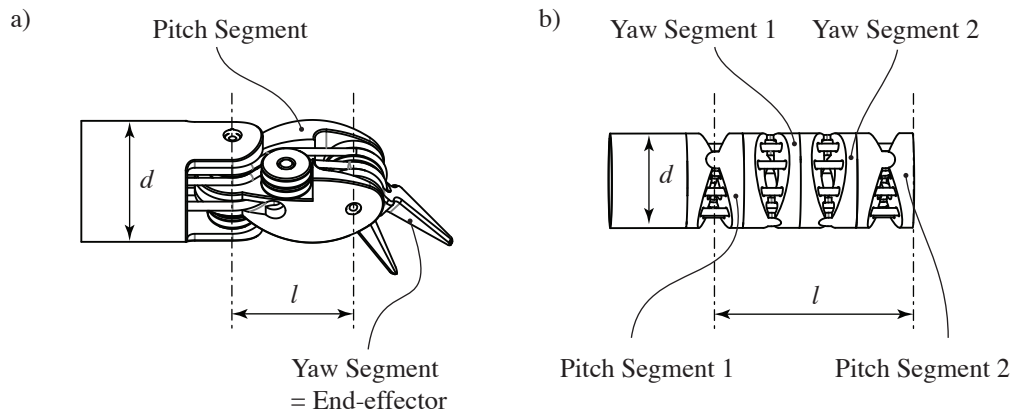 a)
Pitch Segment
d
l
Yaw Segment
= End-effector
b)
Yaw Segment 1
Yaw Segment 2
d
l
Pitch Segment 1
Pitch Segment 2